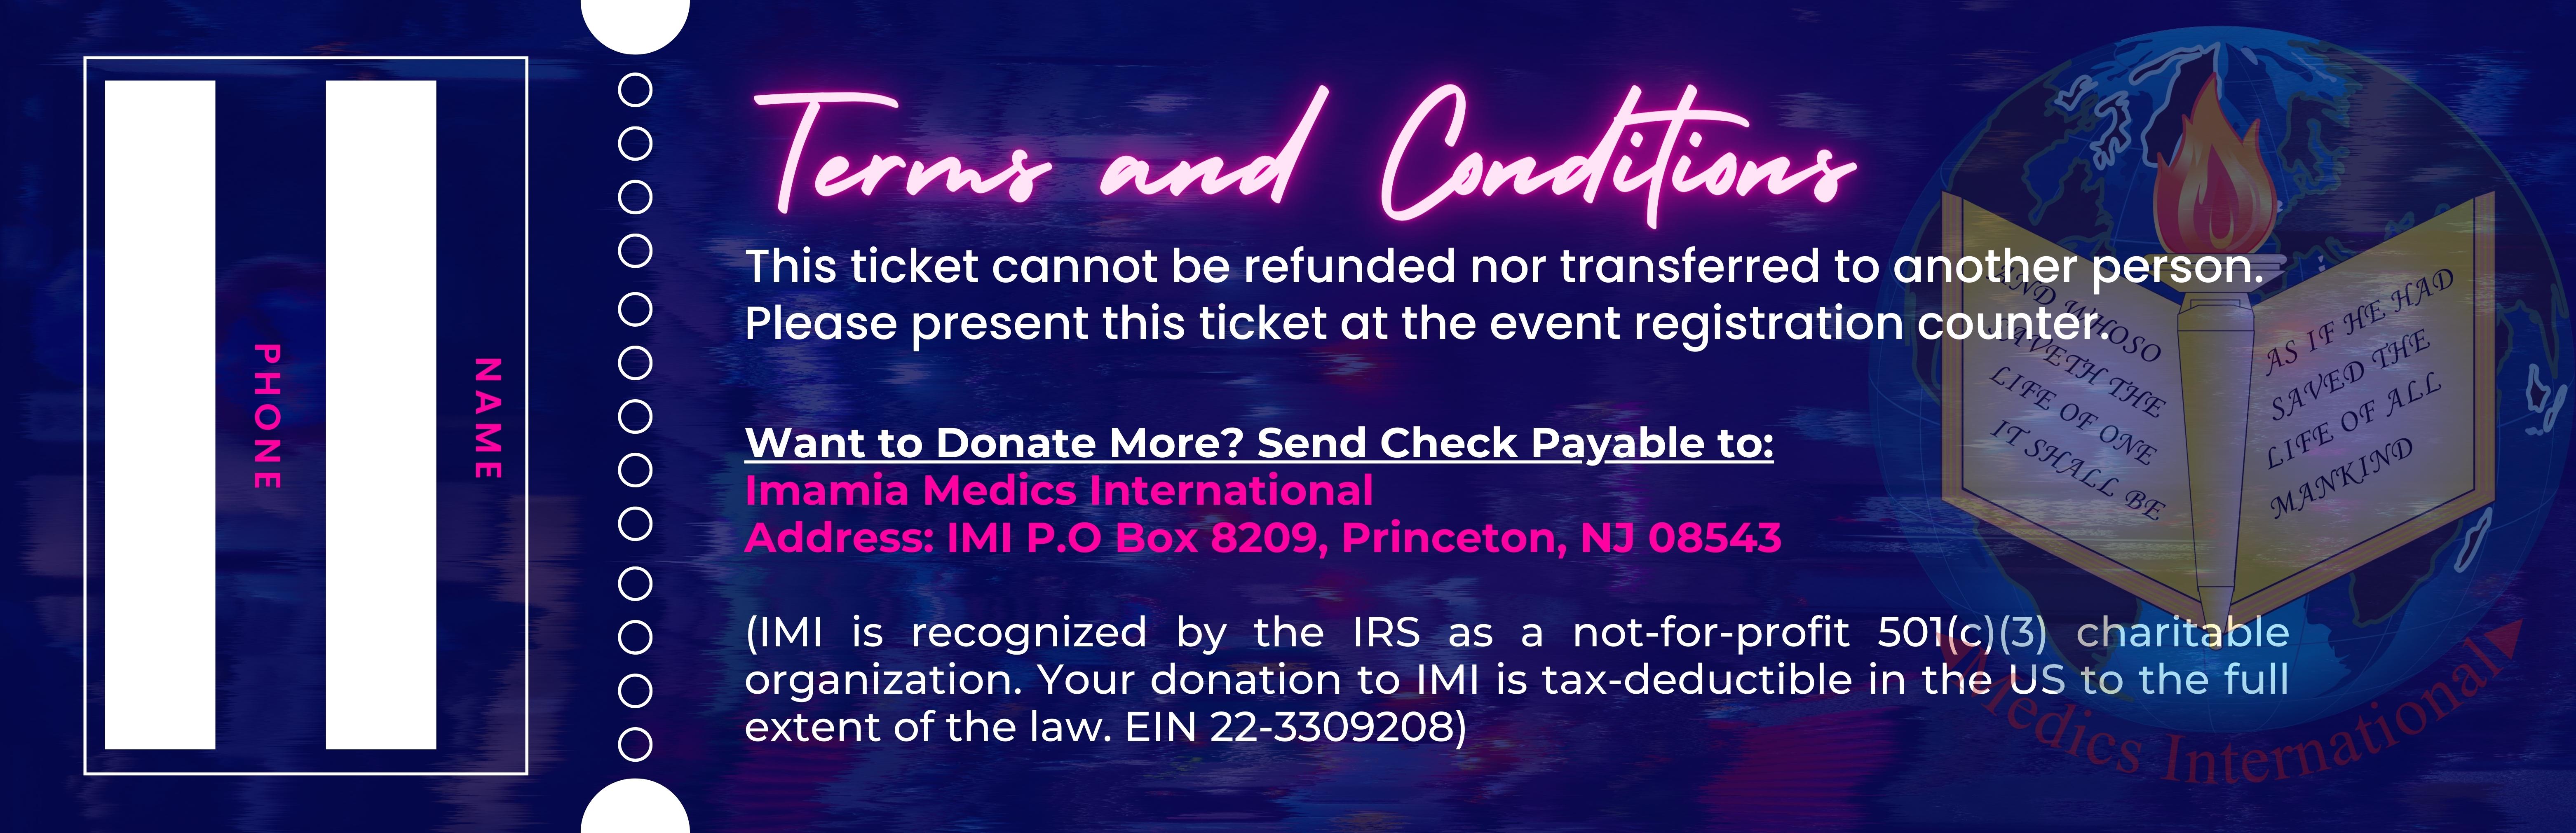 PHONE
NAME
Terms and Conditions
This ticket cannot be refunded nor transferred to another person.
Please present this ticket at the event registration counter.
Want to Donate More? Send Check Payable to:
Imamia Medics International
Address: IMI P.O Box 8209, Princeton, NJ 08543
(IMI is recognized by the IRS as a not-for-profit 501(c)(3) charitable
organization. Your donation to IMI is tax-deductible in the US to the full
extent of the law. EIN 22-3309208)
AND WHOSO
SAVETH THE
LIFE OF ONE
IT SHALL BE
AS IF HE HAD
SAVED THE
LIFE OF ALL
MANKIND
Medics International